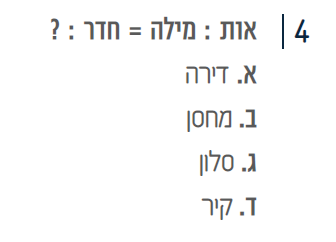 4 | אות : מילה = חדר : ?
א. דירה
ב. מחסן
ג. סלון
ד. קיר